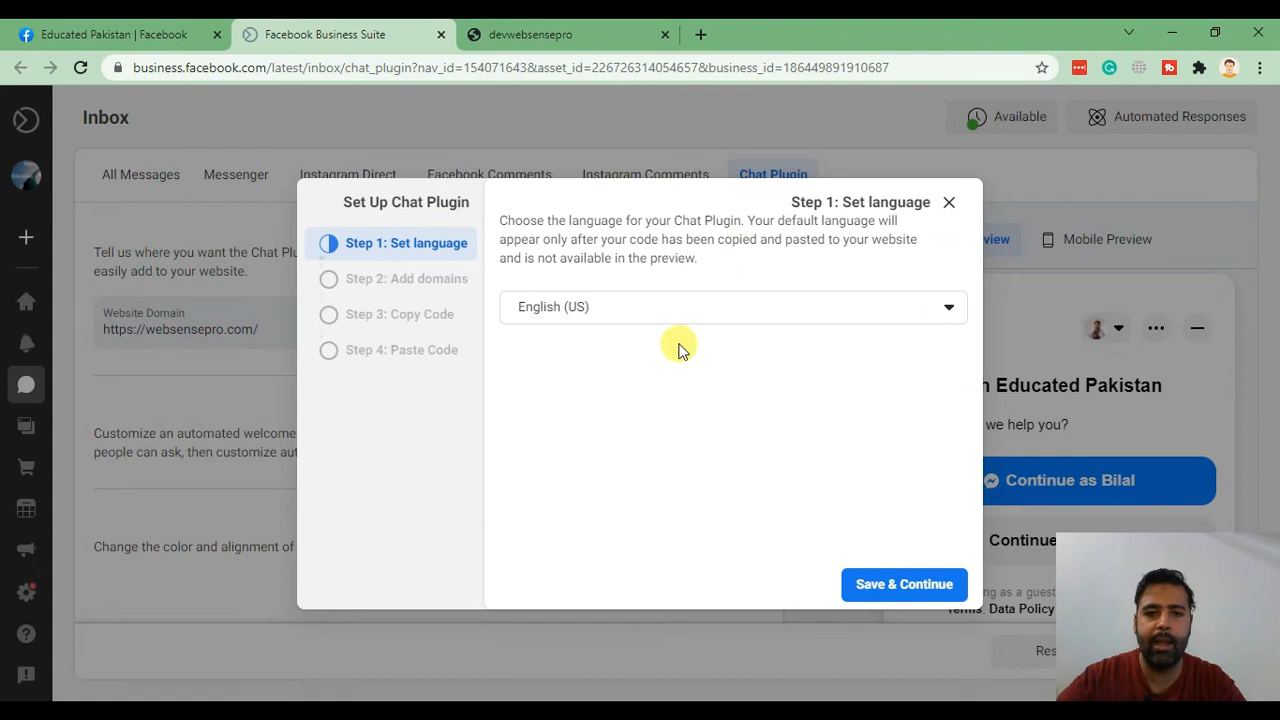 Educated Pakistan | Facebook
Facebook Business Suite
devwebsensepro
business.facebook.com/latest/inbox/chat_plugin?nav_id=154071643&asset_id=226726314054657&business_id=186449891910687
Inbox
Available
Automated Responses
All Messages
Messenger
Instagram Direct
Facebook Comments
Instagram Comments
Chat Plugin
Set Up Chat Plugin
Step 1: Set language
Step 2: Add domains
Step 3: Copy Code
Step 4: Paste Code
Step 1: Set language
Choose the language for your Chat Plugin. Your default language will
appear only after your code has been copied and pasted to your website
and is not available in the preview.
English (US)
Save & Continue
Tell us where you want the Chat Plu
easily add to your website.
Website Domain
https://websensepro.com/
Customize an automated welcome
people can ask, then customize aut
Change the color and alignment of
view
Mobile Preview
n Educated Pakistan
we help you?
Continue as Bilal
Continue
ing as a guest
Terms, Data Policy
Res